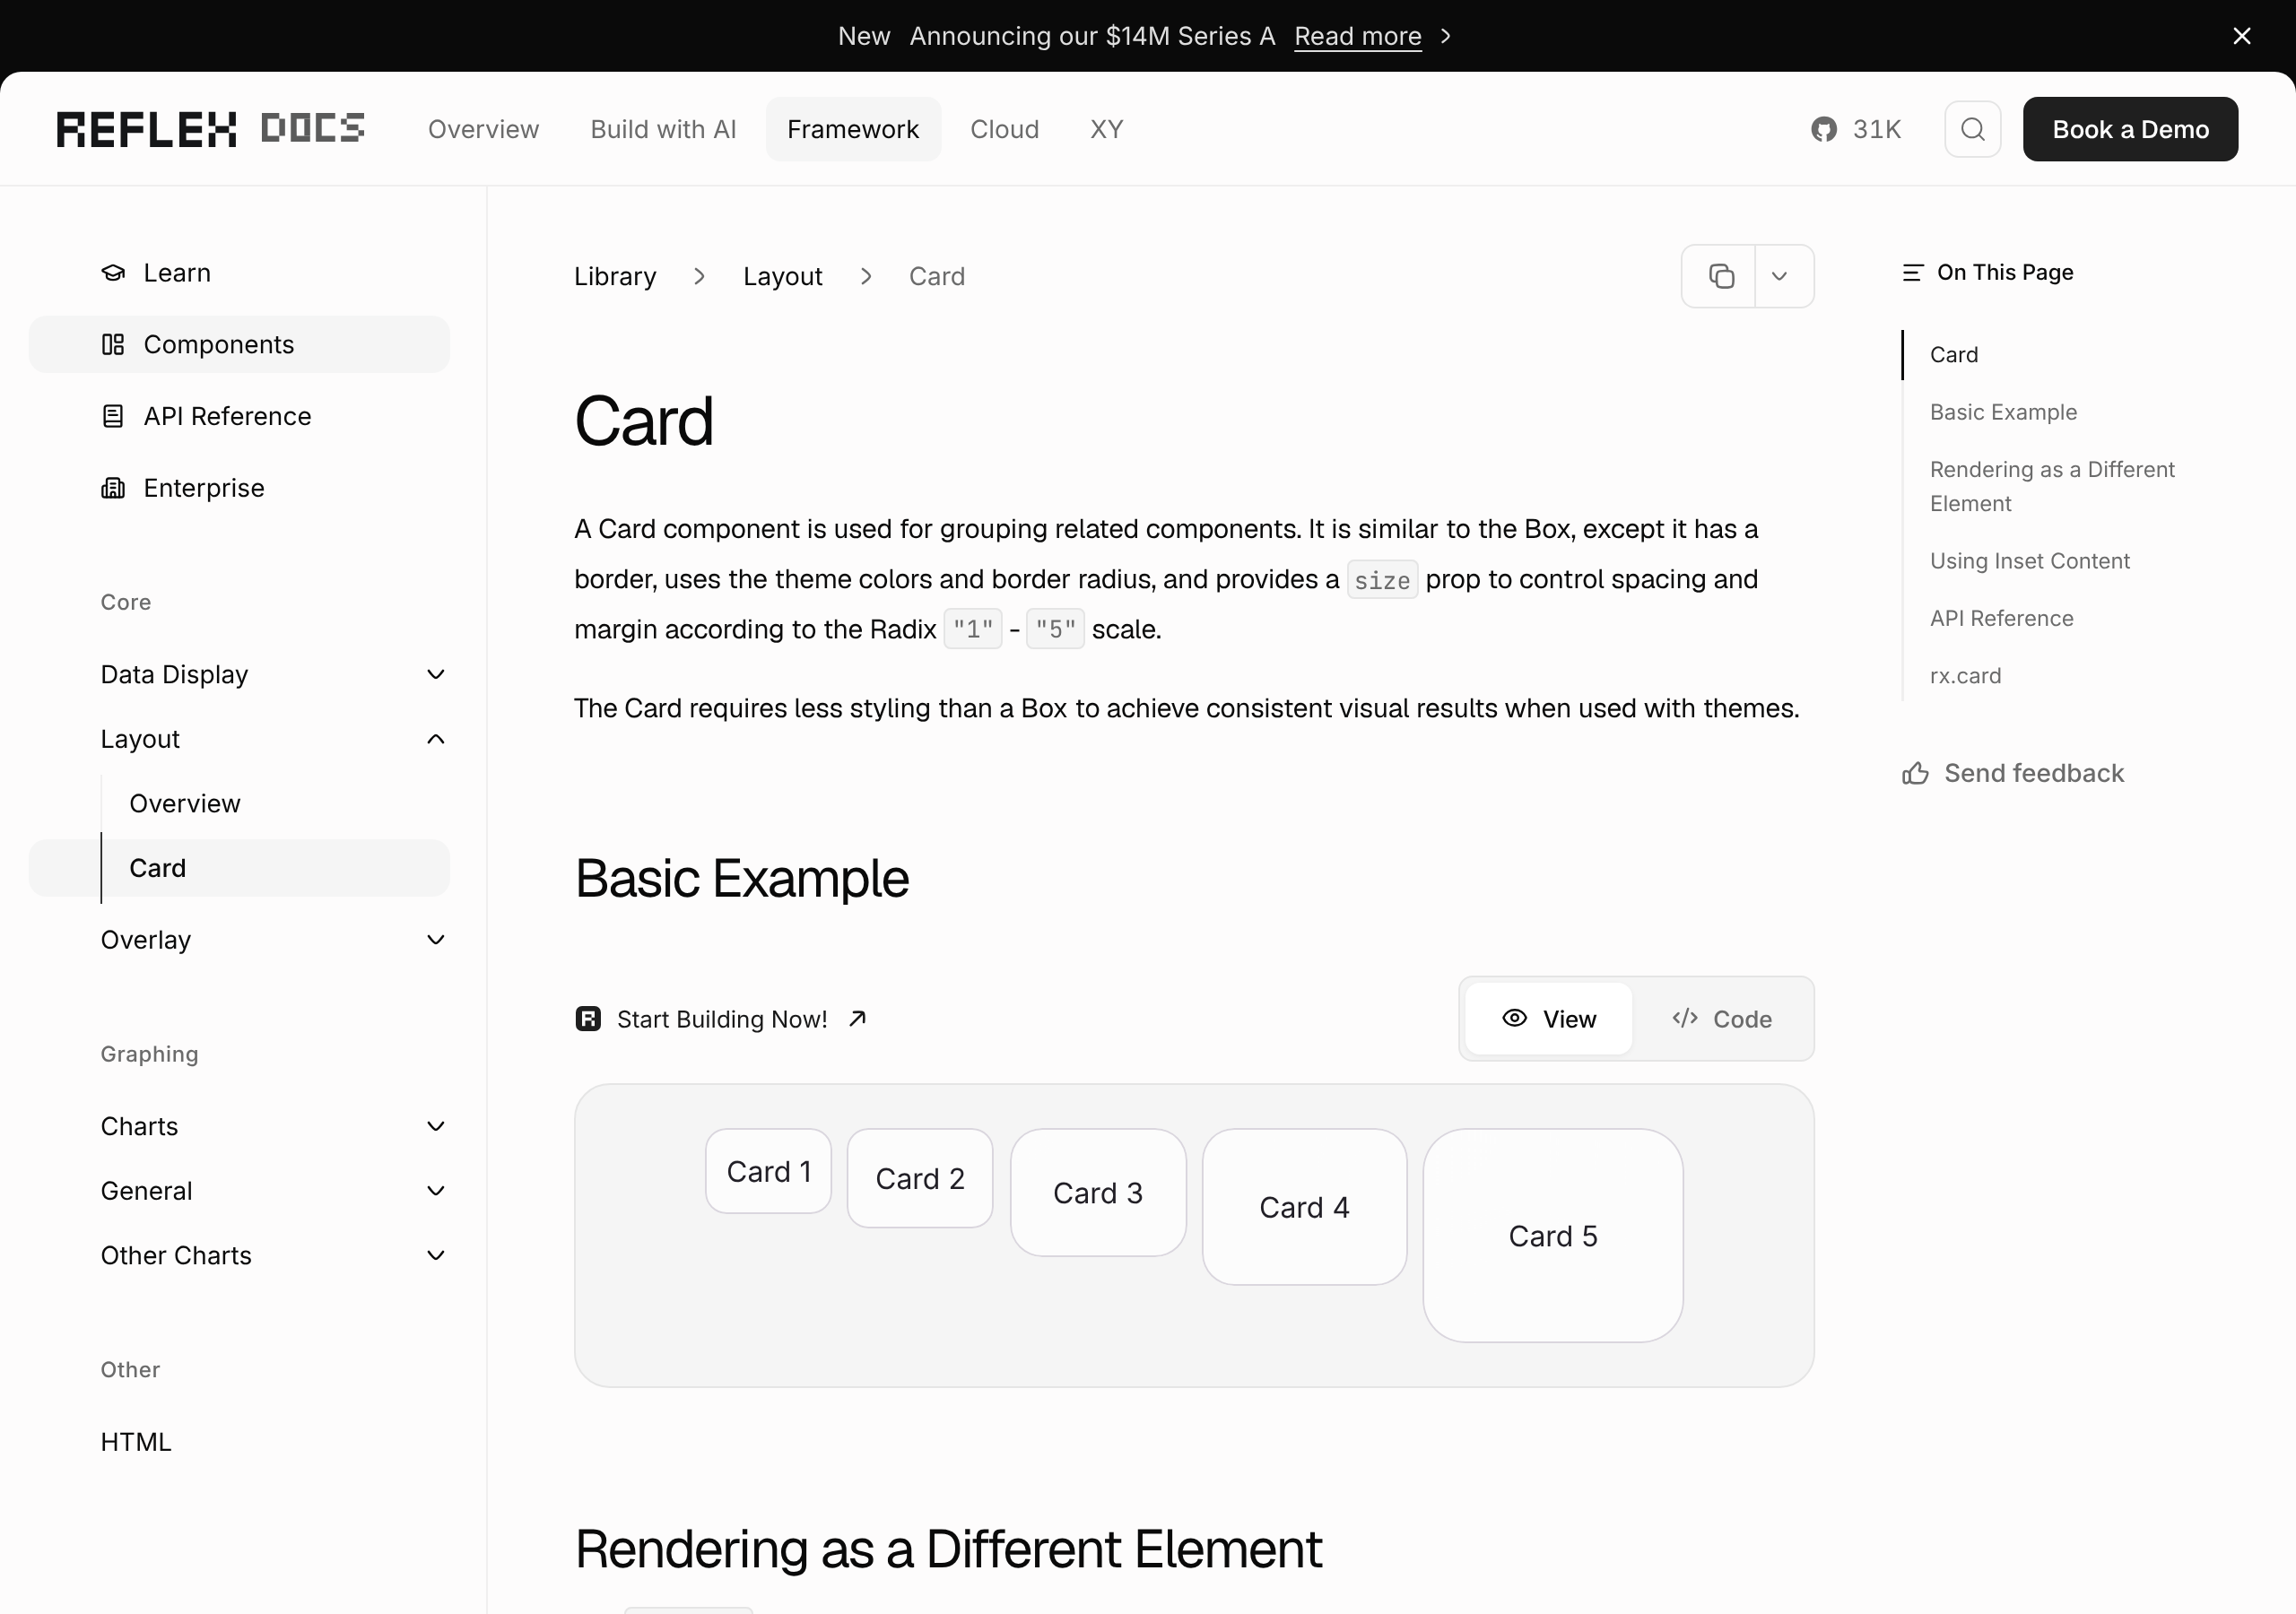 New Announcing our $14M Series A Read more
REFLEX DOCS
Overview
Build with AI
Framework
Cloud
XY
31K
Book a Demo
Learn
Components
API Reference
Enterprise
Core
Data Display
Layout
Overview
Card
Overlay
Graphing
Charts
General
Other Charts
Other
HTML
Library > Layout > Card
Card
A Card component is used for grouping related components. It is similar to the Box, except it has a
border, uses the theme colors and border radius, and provides a size prop to control spacing and
margin according to the Radix "1" - "5" scale.
The Card requires less styling than a Box to achieve consistent visual results when used with themes.
Basic Example
Start Building Now!
View
</> Code
Card 1
Card 2
Card 3
Card 4
Card 5
Rendering as a Different Element
On This Page
Card
Basic Example
Rendering as a Different
Element
Using Inset Content
API Reference
rx.card
Send feedback